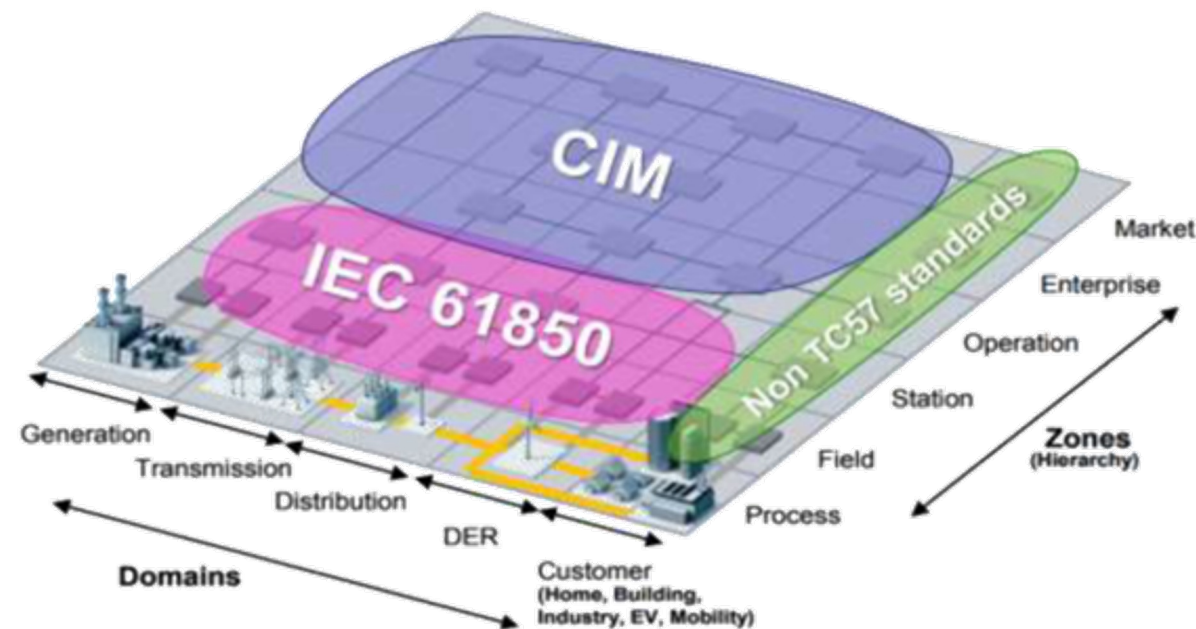 CIM
IEC 61850
Non TC57 standards
Market
Enterprise
Operation
Station
Field
Process
Zones
(Hierarchy)
Generation
Transmission
Distribution
DER
Customer
(Home, Building,
Industry, EV, Mobility)
Domains